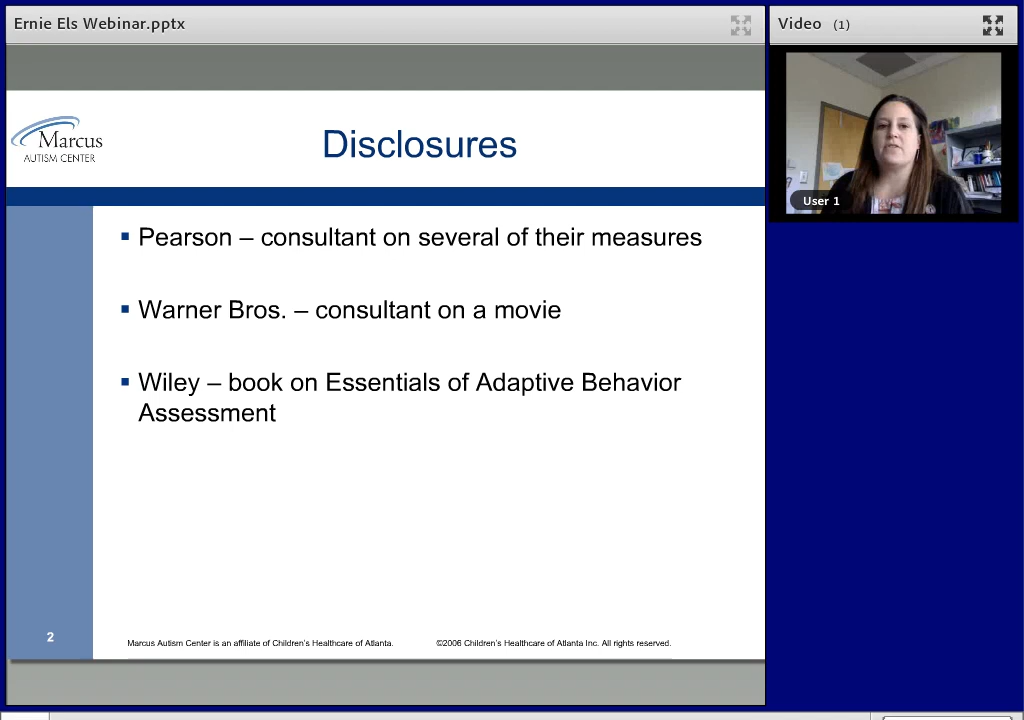 Ernie Els Webinar.pptx
Video (1)
Marcus
AUTISM CENTER
Disclosures
User 1
▪ Pearson – consultant on several of their measures
▪ Warner Bros. – consultant on a movie
▪ Wiley – book on Essentials of Adaptive Behavior
Assessment
2
Marcus Autism Center is an affiliate of Children's Healthcare of Atlanta.
©2006 Children's Healthcare of Atlanta Inc. All rights reserved.